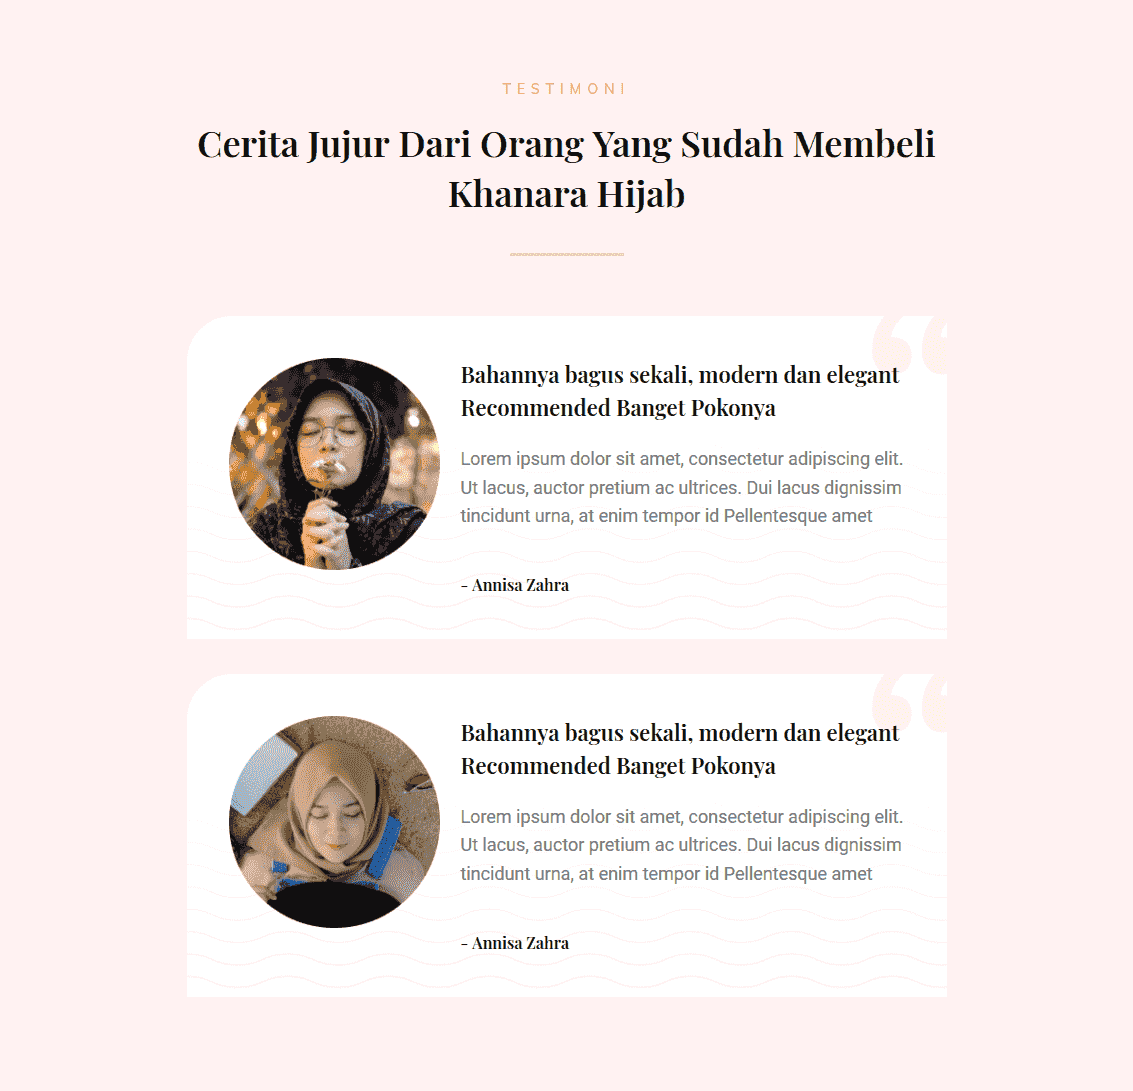 TESTIMONI
Cerita Jujur Dari Orang Yang Sudah Membeli
Khanara Hijab
Bahannya bagus sekali, modern dan elegant
Recommended Banget Pokonya
Lorem ipsum dolor sit amet, consectetur adipiscing elit.
Ut lacus, auctor pretium ac ultrices. Dui lacus dignissim
tincidunt urna, at enim tempor id Pellentesque amet
- Annisa Zahra
Bahannya bagus sekali, modern dan elegant
Recommended Banget Pokonya
Lorem ipsum dolor sit amet, consectetur adipiscing elit.
Ut lacus, auctor pretium ac ultrices. Dui lacus dignissim
tincidunt urna, at enim tempor id Pellentesque amet
- Annisa Zahra